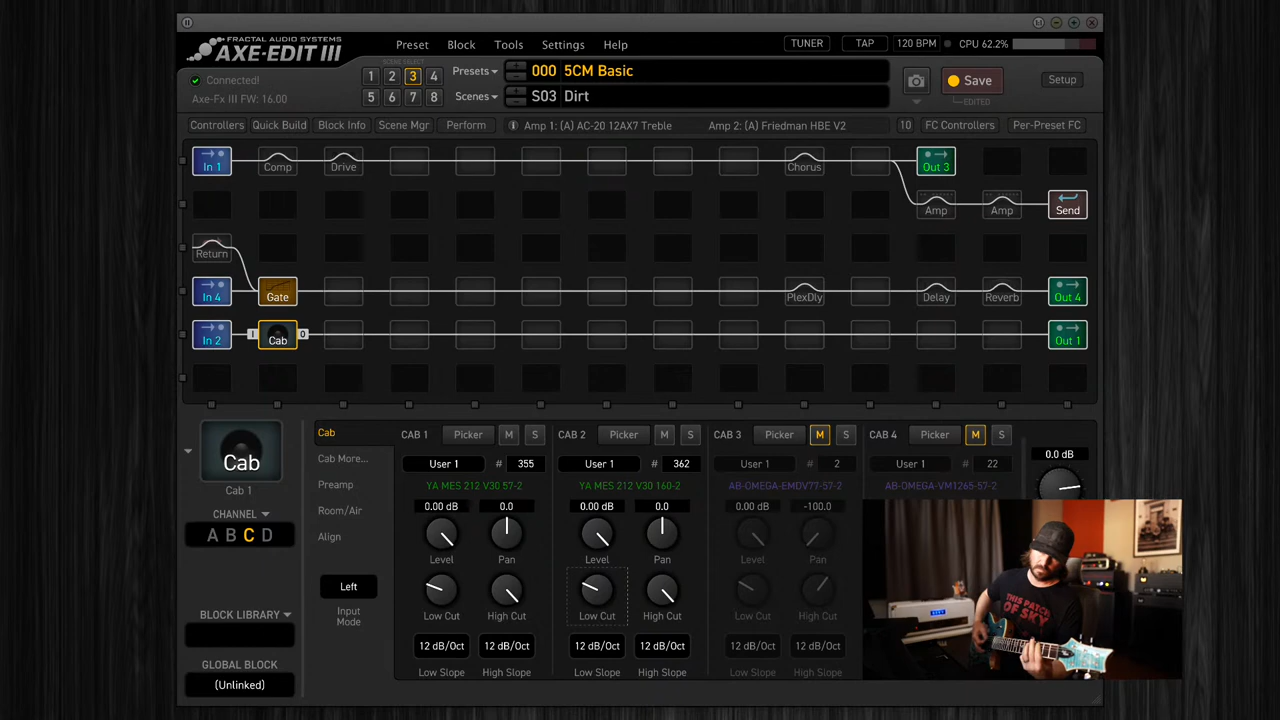 FRACTAL AUDIO SYSTEMS
AXE-EDIT III
Preset Block Tools Settings Help
TUNER TAP 120 BPM CPU 62.2%
Connected!
Axe-Fx III FW: 16.00
SCENE SELECT
1 2 3 4
5 6 7 8
Presets 000 5CM Basic
Scenes S03 Dirt
Save
EDITED
Setup
Controllers Quick Build Block Info Scene Mgr Perform
Amp 1: (A) AC-20 12AX7 Treble Amp 2: (A) Friedman HBE V2
10 FC Controllers Per-Preset FC
In 1 Comp Drive Chorus Out 3
Amp Amp Send
Return
In 4 Gate PlexDly Delay Reverb Out 4
In 2 I Cab O Out 1
Cab
Cab 1
CHANNEL
A B C D
BLOCK LIBRARY
GLOBAL BLOCK
(Unlinked)
Cab
Cab More...
Preamp
Room/Air
Align
Left
Input
Mode
CAB 1 Picker M S CAB 2 Picker M S CAB 3 Picker M S CAB 4 Picker M S
User 1 # 355 User 1 # 362 User 1 # 2 User 1 # 22
YA MES 212 V30 57-2 YA MES 212 V30 160-2 AB-OMEGA-EMDV77-57-2 AB-OMEGA-VM1265-57-2
0.00 dB 0.0 0.00 dB 0.0 0.00 dB -100.0
Level Pan Level Pan Level Pan
Low Cut High Cut Low Cut High Cut Low Cut High Cut
12 dB/Oct 12 dB/Oct 12 dB/Oct 12 dB/Oct 12 dB/Oct 12 dB/Oct
Low Slope High Slope Low Slope High Slope Low Slope High Slope
0.0 dB
THIS PATCH
OF SKY